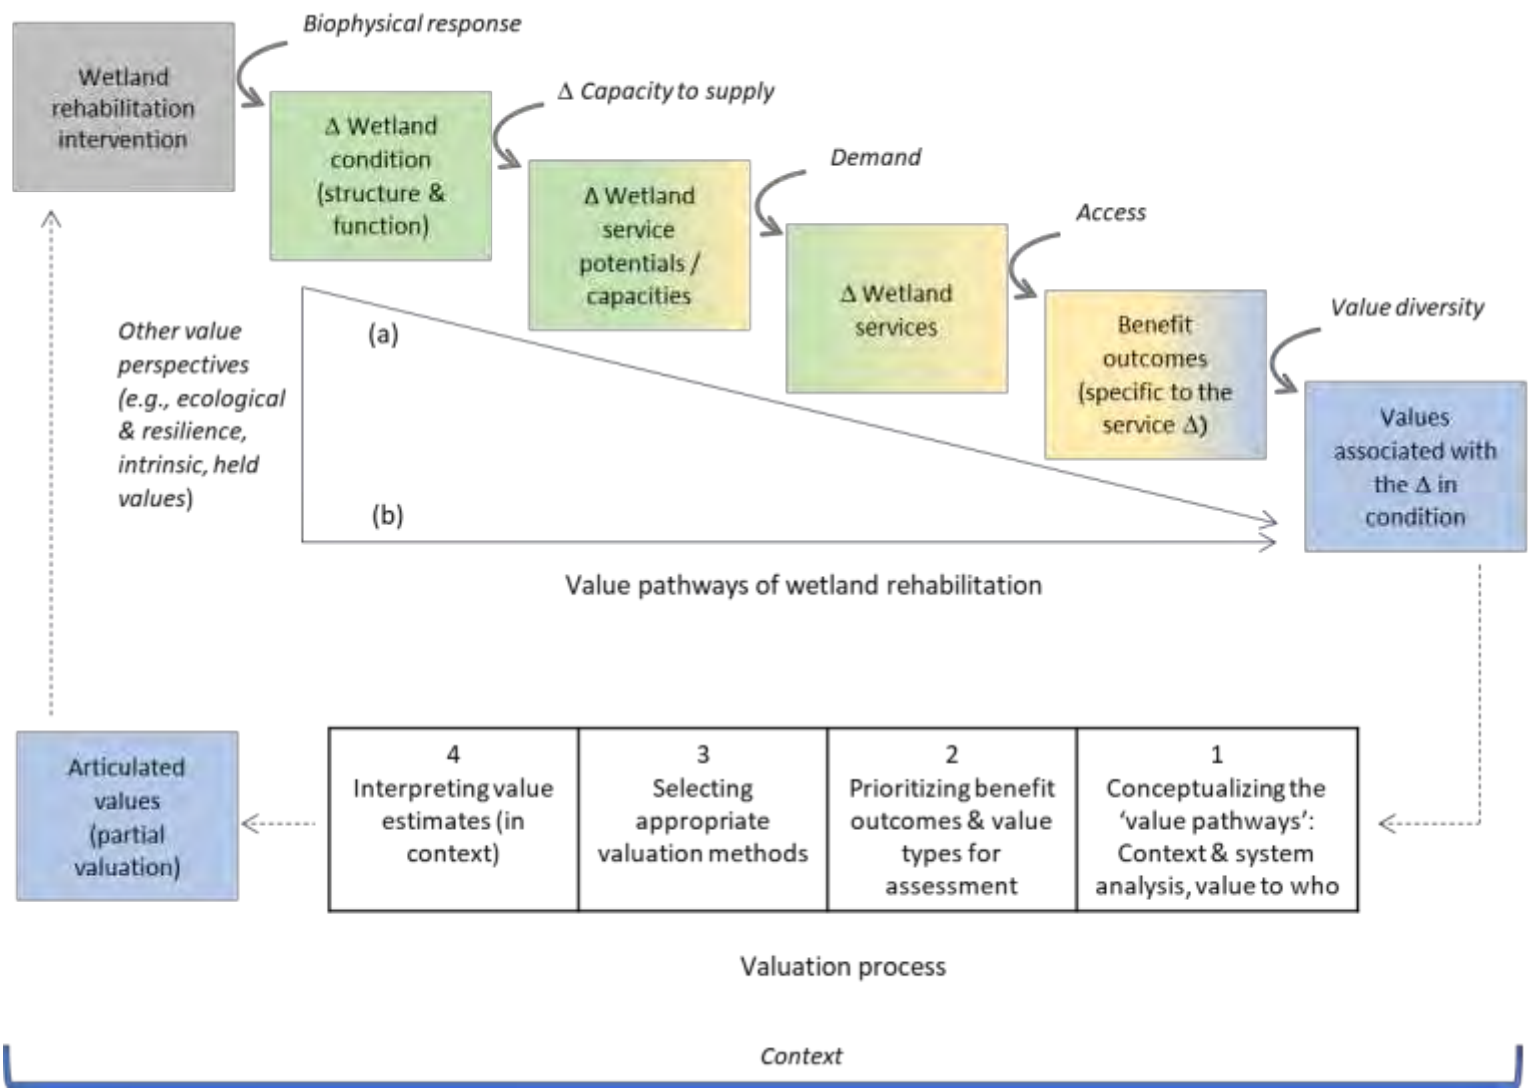 Biophysical response
Wetland
rehabilitation
intervention
Δ Capacity to supply
Δ Wetland
condition
(structure &
function)
Demand
Δ Wetland
service
potentials /
capacities
Access
Δ Wetland
services
Value diversity
Benefit
outcomes
(specific to the
service Δ)
Values
associated with
the Δ in
condition
Other value
perspectives
(e.g., ecological
& resilience,
intrinsic, held
values)
(a)
(b)
Value pathways of wetland rehabilitation
Articulated
values
(partial
valuation)
4
Interpreting value
estimates (in
context)
3
Selecting
appropriate
valuation methods
2
Prioritizing benefit
outcomes & value
types for
assessment
1
Conceptualizing the
‘value pathways’:
Context & system
analysis, value to who
Valuation process
Context